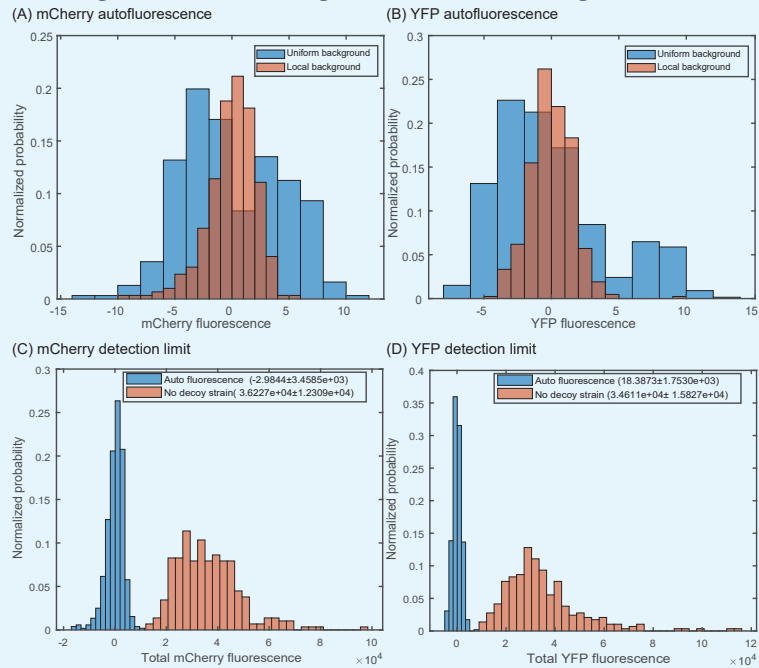 (A) mCherry autofluorescence
0.25
0.2
0.15
0.1
0.05
0
Normalized probability
Uniform background
Local background
-15
-10
-5
0
5
10
mCherry fluorescence
(B) YFP autofluorescence
0.3
0.25
0.2
0.15
0.1
0.05
0
Normalized probability
Uniform background
Local background
-5
0
5
10
15
YFP fluorescence
(C) mCherry detection limit
0.3
0.25
0.2
0.15
0.1
0.05
0
Normalized probability
Auto fluorescence (-2.9844±3.4585e+03)
No decoy strain( 3.6227e+04±1.2309e+04)
-2
0
2
4
6
8
10
Total mCherry fluorescence
×10⁴
(D) YFP detection limit
0.4
0.35
0.3
0.25
0.2
0.15
0.1
0.05
0
Normalized probability
Auto fluorescence (18.3873±1.7530e+03)
No decoy strain (3.4611e+04± 1.5827e+04)
0
2
4
6
8
10
12
Total YFP fluorescence
×10⁴